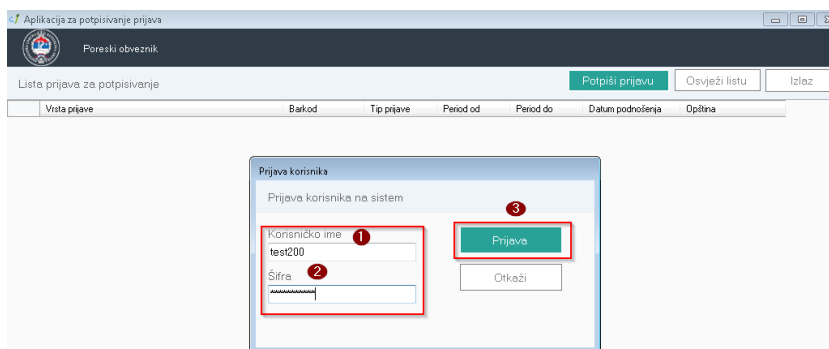 Aplikacija za potpisivanje prijava
Poreski obveznik
Lista prijava za potpisivanje
Potpiši prijavu
Osvježi listu
Izlaz
Vrsta prijave Barkod Tip prijave Period od Period do Datum podnošenja Opština
Prijava korisnika
Prijava korisnika na sistem
3
Korisničko ime 1
Prijava
test200
Šifra 2
Otkaži